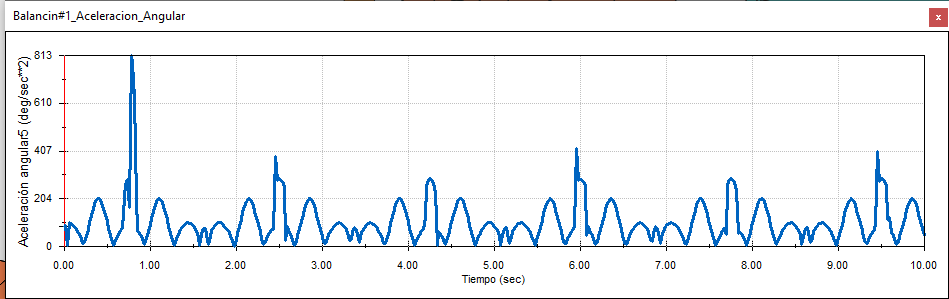 Balancin#1_Aceleracion_Angular
x
Aceleración angular5 (deg/sec**2)
813
610
407
204
0
0.00 1.00 2.00 3.00 4.00 5.00 6.00 7.00 8.00 9.00 10.00
Tiempo (sec)